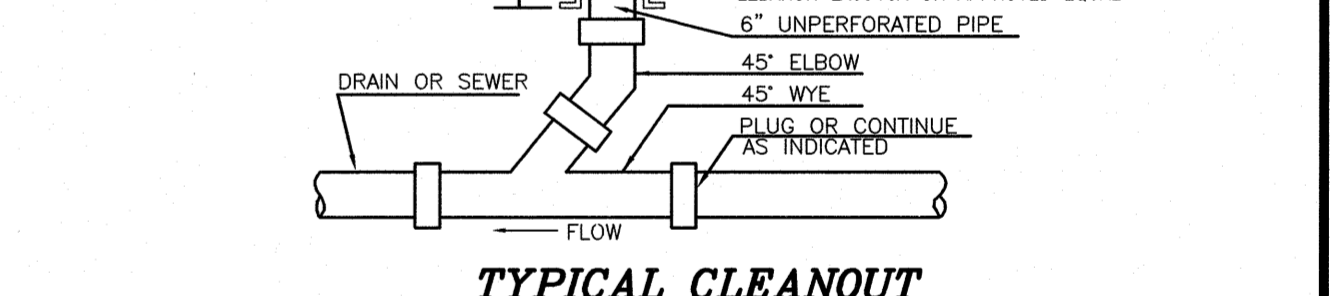 6” UNPERFORATED PIPE
45° ELBOW
DRAIN OR SEWER
45° WYE
PLUG OR CONTINUE
AS INDICATED
FLOW
TYPICAL CLEANOUT